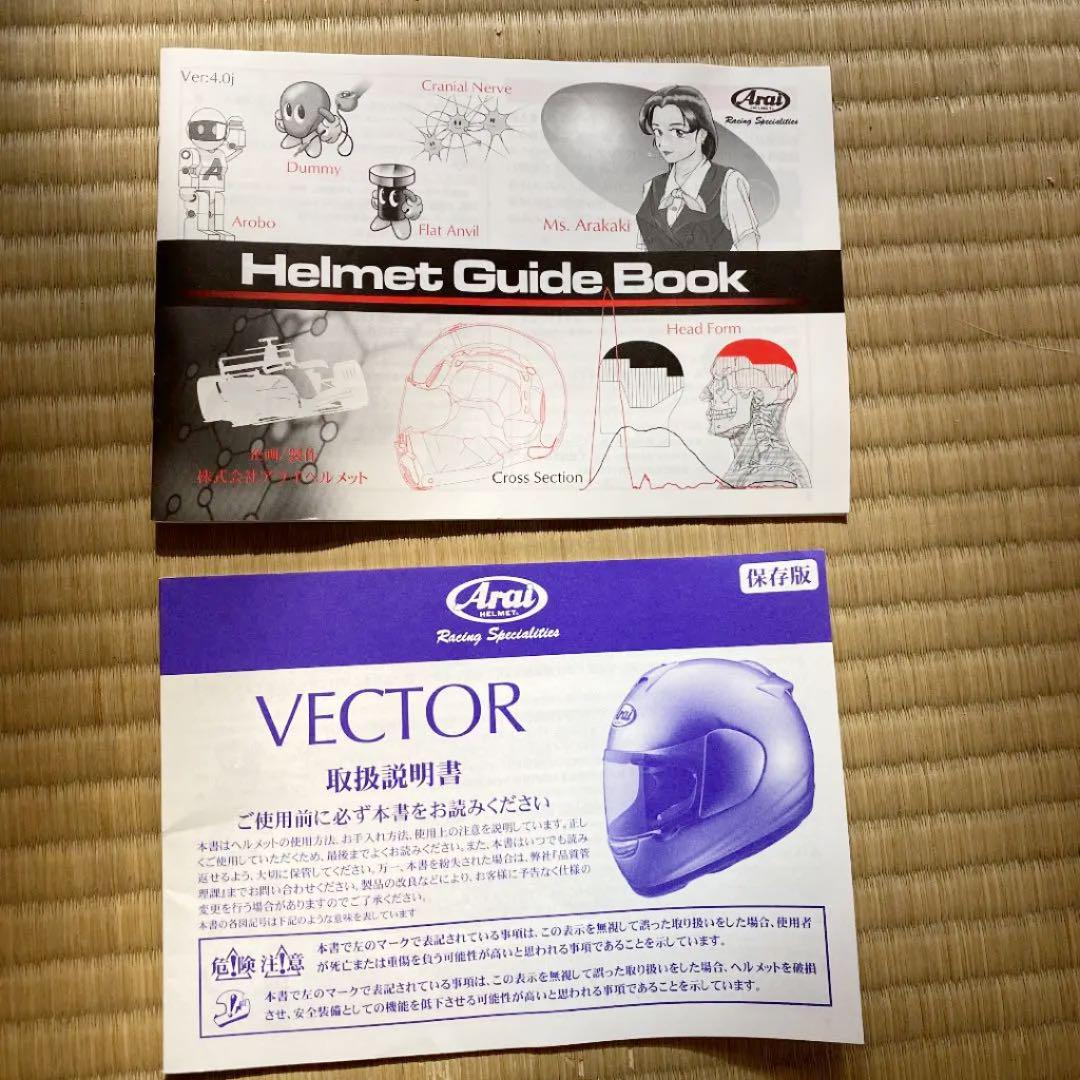 Ver:4.0j
Cranial Nerve
Arai
HELMET
Racing Specialities
Dummy
A
Arobo
Flat Anvil
Ms. Arakaki
Helmet Guide Book
Head Form
企画/製作
株式会社アライヘルメット
Cross Section
保存版
Arai
HELMET
Racing Specialities
VECTOR
Arai
取扱説明書
ご使用前に必ず本書をお読みください
本書はヘルメットの使用方法、お手入れ方法、使用上の注意を説明しています。正し
くご使用していただくため、最後までよくお読みください。また、本書はいつでも読み
返せるよう、大切に保管してください。万一、本書を紛失された場合は、弊社『品質管
理課』までお問い合わせください。製品の改良などにより、お客様に予告なく仕様の
変更を行う場合がありますのでご了承ください。
本書の各図記号は下記のような意味を表しています
危険 注意
本書で左のマークで表記されている事項は、この表示を無視して誤った取り扱いをした場合、使用者
が死亡または重傷を負う可能性が高いと思われる事項であることを示しています。
本書で左のマークで表記されている事項は、この表示を無視して誤った取り扱いをした場合、ヘルメットを破損
させ、安全装備としての機能を低下させる可能性が高いと思われる事項であることを示しています。